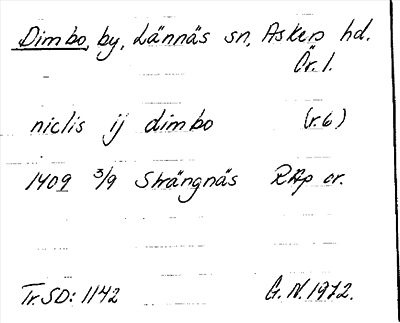 Dimbo, by, Lännäs sn, Askers hd.
Ör. l.
niclis ij dimbo (r.6)
1409 3/9 Strängnäs RAp or.
Tr. SD: 1142 G. N. 1972.